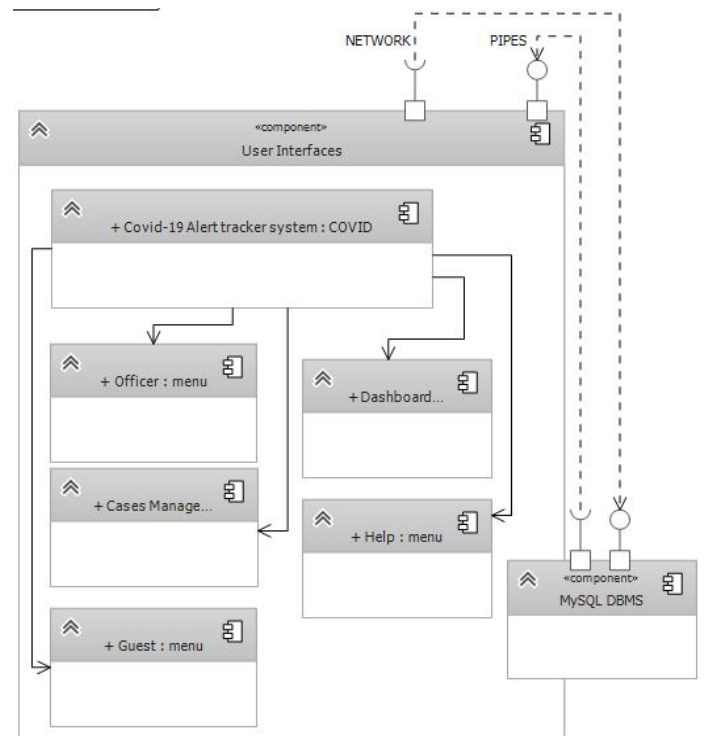 NETWORK
PIPES
«component»
User Interfaces
+ Covid-19 Alert tracker system : COVID
+ Officer : menu
+ Dashboard...
+ Cases Manage...
+ Help : menu
«component»
MySQL DBMS
+ Guest : menu